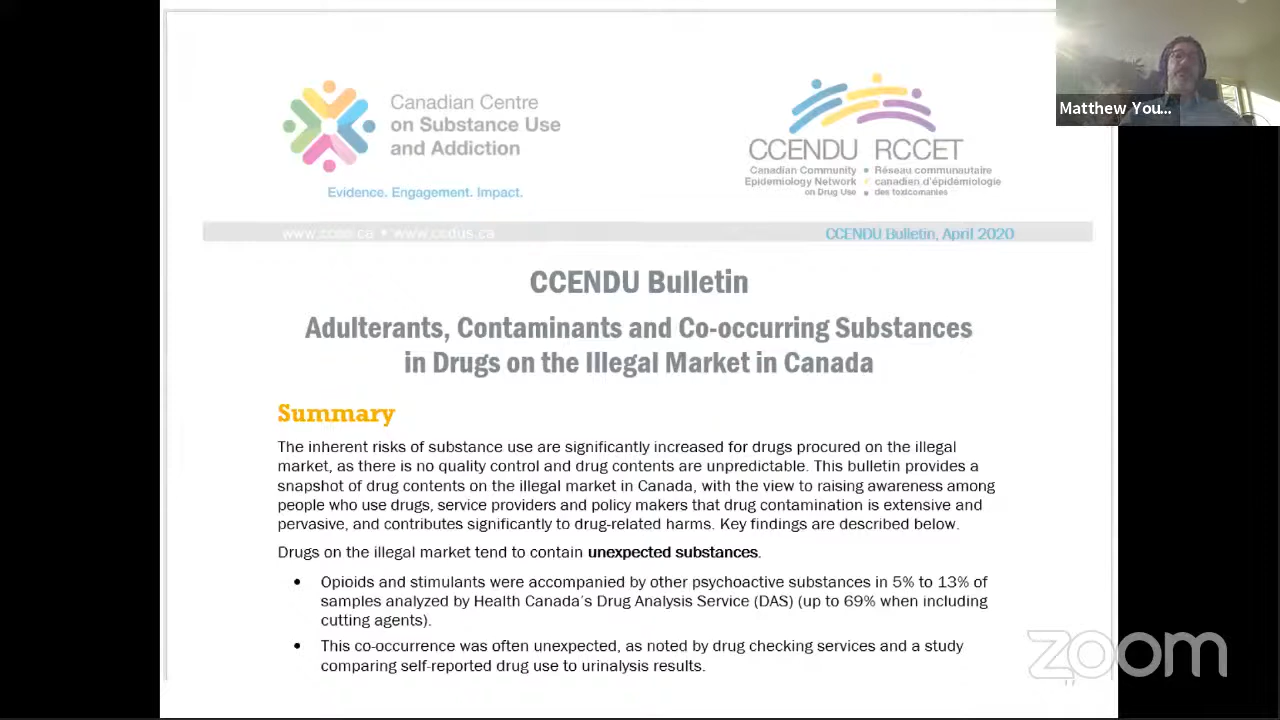 Canadian Centre
on Substance Use
and Addiction
Evidence. Engagement. Impact.
CCENDU RCCET
Canadian Community • Réseau communautaire
Epidemiology Network • canadien d'épidémiologie
on Drug Use • des toxicomanies
www.ccsa.ca • www.ccdus.ca
CCENDU Bulletin, April 2020
Matthew You...
CCENDU Bulletin
Adulterants, Contaminants and Co-occurring Substances
in Drugs on the Illegal Market in Canada
Summary
The inherent risks of substance use are significantly increased for drugs procured on the illegal
market, as there is no quality control and drug contents are unpredictable. This bulletin provides a
snapshot of drug contents on the illegal market in Canada, with the view to raising awareness among
people who use drugs, service providers and policy makers that drug contamination is extensive and
pervasive, and contributes significantly to drug-related harms. Key findings are described below.
Drugs on the illegal market tend to contain unexpected substances.
• Opioids and stimulants were accompanied by other psychoactive substances in 5% to 13% of
samples analyzed by Health Canada's Drug Analysis Service (DAS) (up to 69% when including
cutting agents).
• This co-occurrence was often unexpected, as noted by drug checking services and a study
comparing self-reported drug use to urinalysis results.
zoom